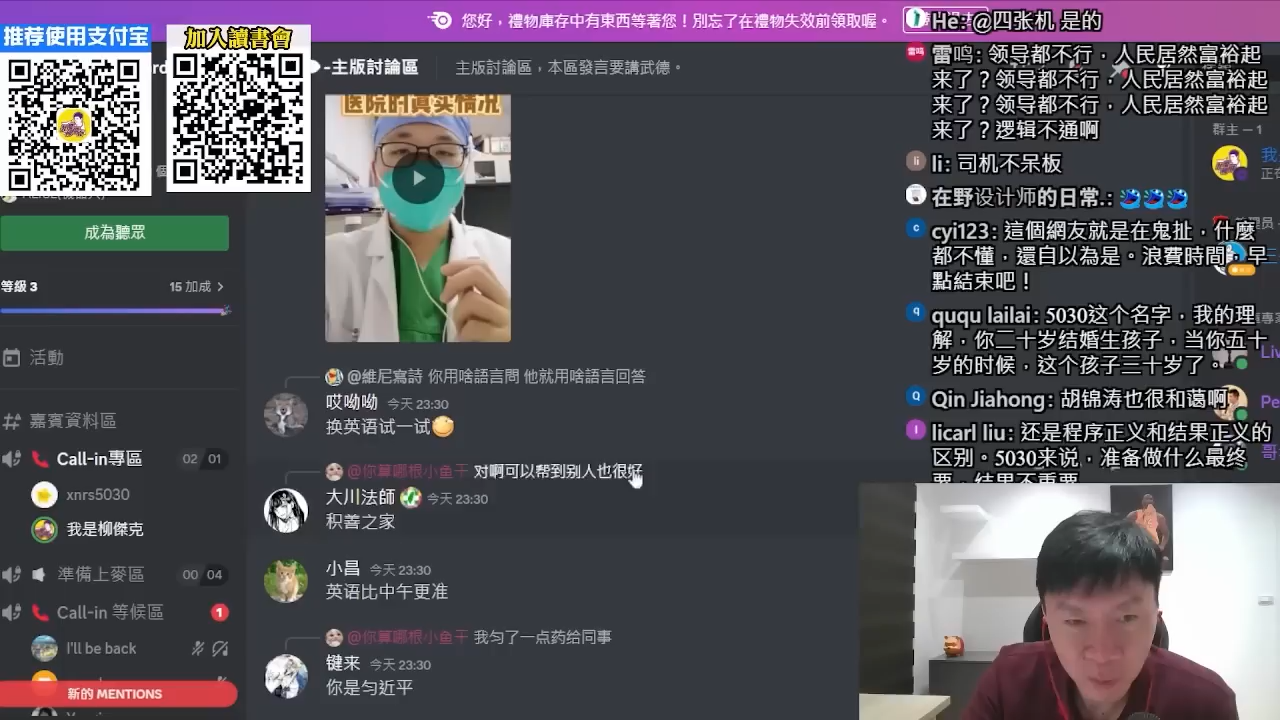 推荐使用支付宝
加入讀書會
您好，禮物庫存中有東西等著您！別忘了在禮物失效前領取喔。
-主版討論區
主版討論區，本區發言要講武德。
成為聽眾
等級 3
15 加成
活動
嘉賓資料區
Call-in專區
02 01
xnrs5030
我是柳傑克
準備上麥區
00 04
Call-in 等候區
1
I'll be back
新的 MENTIONS
医院的真实情况
@維尼寫詩 你用啥語言問 他就用啥語言回答
哎呦呦 今天 23:30
换英语试一试
@你算哪根小鱼干 对啊可以帮到别人也很好
大川法師 今天 23:30
积善之家
小昌 今天 23:30
英语比中午更准
@你算哪根小鱼干 我匀了一点药给同事
键来 今天 23:30
你是匀近平
He: @四张机 是的
雷鸣: 领导都不行，人民居然富裕起
来了？领导都不行，人民居然富裕起
来了？领导都不行，人民居然富裕起
来了？逻辑不通啊
li: 司机不呆板
在野设计师的日常.:
cyi123: 這個網友就是在鬼扯，什麼
都不懂，還自以為是。浪費時間，早
點結束吧！
ququ lailai: 5030这个名字，我的理
解，你二十岁结婚生孩子，当你五十
岁的时候，这个孩子三十岁了。
Qin Jiahong: 胡锦涛也很和蔼啊
licarl liu: 还是程序正义和结果正义的
区别。5030来说，准备做什么最终
要，结果不重要
群主 — 1